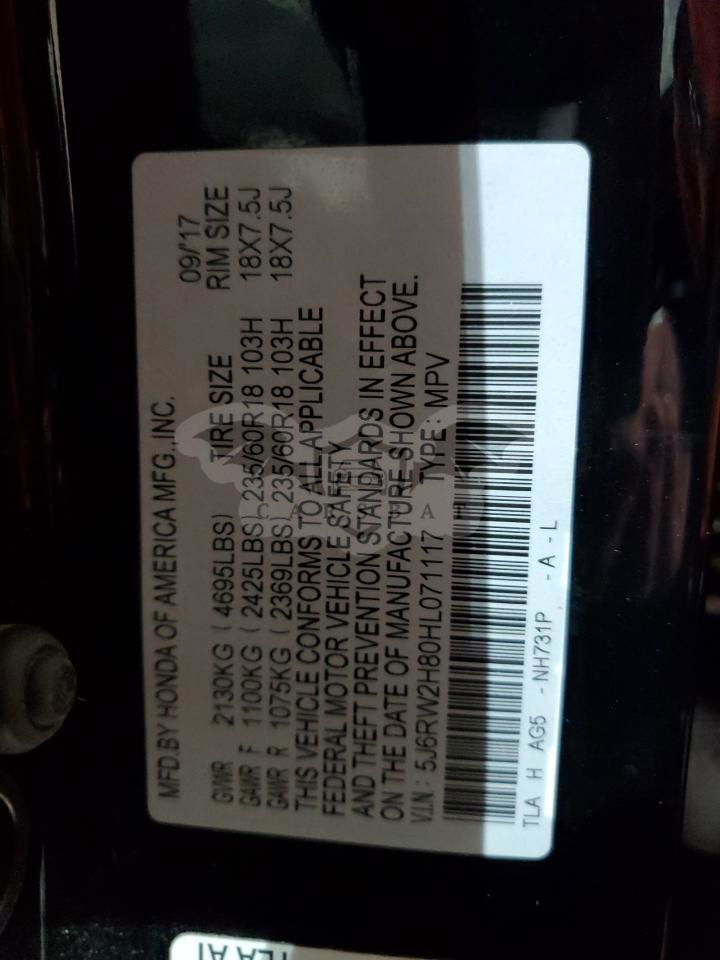 MFD.BY HONDA OF AMERICA MFG., INC.
09/'17
GVWR 2130KG ( 4695LBS) TIRE SIZE RIM SIZE
GAWR F 1100KG ( 2425LBS) 235/60R18 103H 18X7.5J
GAWR R 1075KG ( 2369LBS) 235/60R18 103H 18X7.5J
THIS VEHICLE CONFORMS TO ALL APPLICABLE
FEDERAL MOTOR VEHICLE SAFETY
AND THEFT PREVENTION STANDARDS IN EFFECT
ON THE DATE OF MANUFACTURE SHOWN ABOVE.
V.I.N.: 5J6RW2H80HL071117 TYPE: MPV
TLA H AG5 -NH731P -A-L